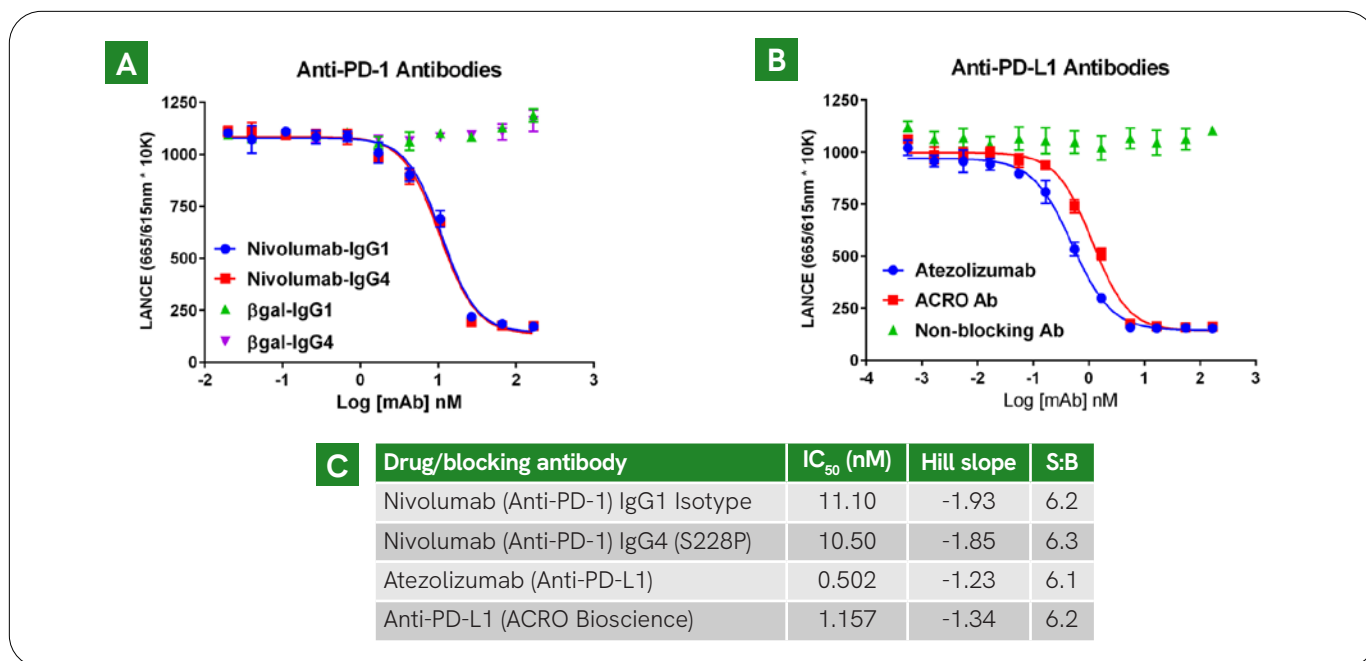 A
Anti-PD-1 Antibodies
LANCE (665/615nm * 10K)
1250
1000
750
500
250
0
Nivolumab-IgG1
Nivolumab-IgG4
βgal-IgG1
βgal-IgG4
-2 -1 0 1 2 3
Log [mAb] nM
B
Anti-PD-L1 Antibodies
LANCE (665/615nm * 10K)
1250
1000
750
500
250
0
Atezolizumab
ACRO Ab
Non-blocking Ab
-4 -3 -2 -1 0 1 2 3
Log [mAb] nM
C
Drug/blocking antibody IC50 (nM) Hill slope S:B
Nivolumab (Anti-PD-1) IgG1 Isotype 11.10 -1.93 6.2
Nivolumab (Anti-PD-1) IgG4 (S228P) 10.50 -1.85 6.3
Atezolizumab (Anti-PD-L1) 0.502 -1.23 6.1
Anti-PD-L1 (ACRO Bioscience) 1.157 -1.34 6.2